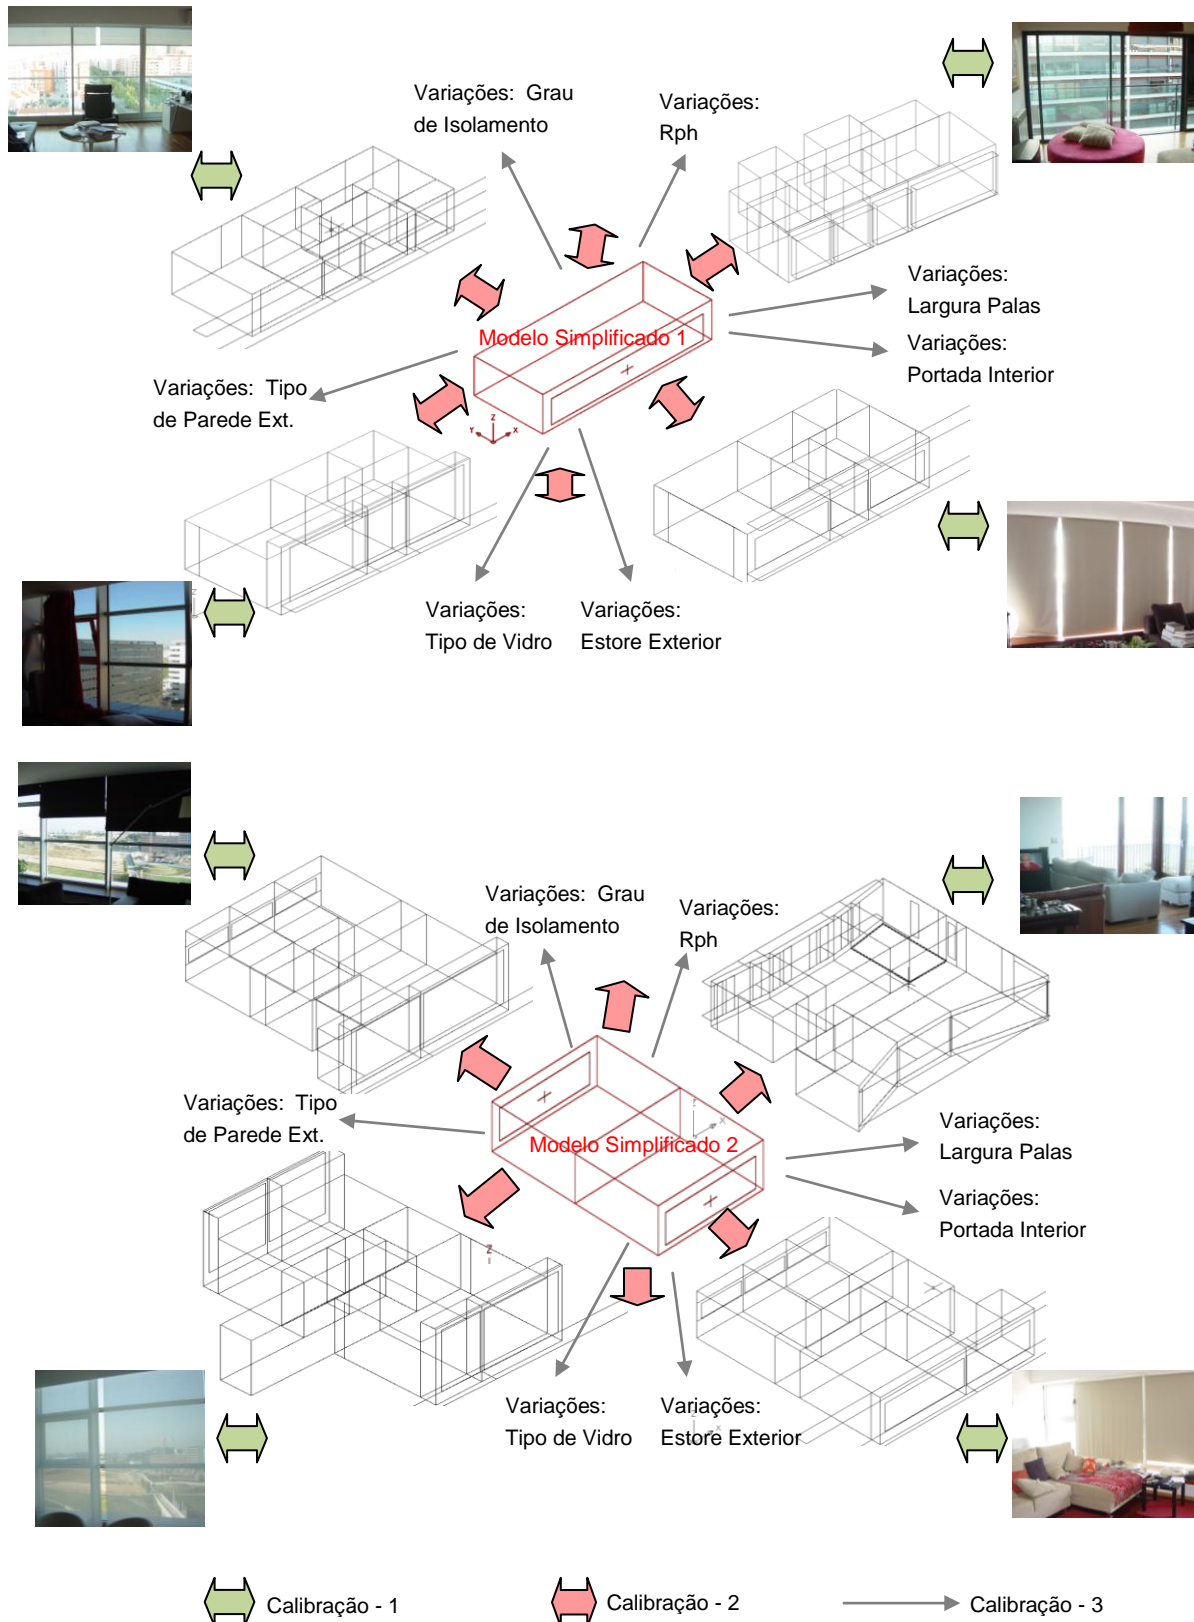 Variações:  Grau
de Isolamento
Variações:
Rph
Variações:
Largura Palas
Variações:
Portada Interior
Modelo Simplificado 1
Variações:  Tipo
de Parede Ext.
Z
Y
X
Variações:
Tipo de Vidro
Variações:
Estore Exterior
Variações:  Grau
de Isolamento
Variações:
Rph
Variações:  Tipo
de Parede Ext.
Modelo Simplificado 2
X
Variações:
Largura Palas
Variações:
Portada Interior
Z
Variações:
Tipo de Vidro
Variações:
Estore Exterior
Calibração - 1
Calibração - 2
Calibração - 3